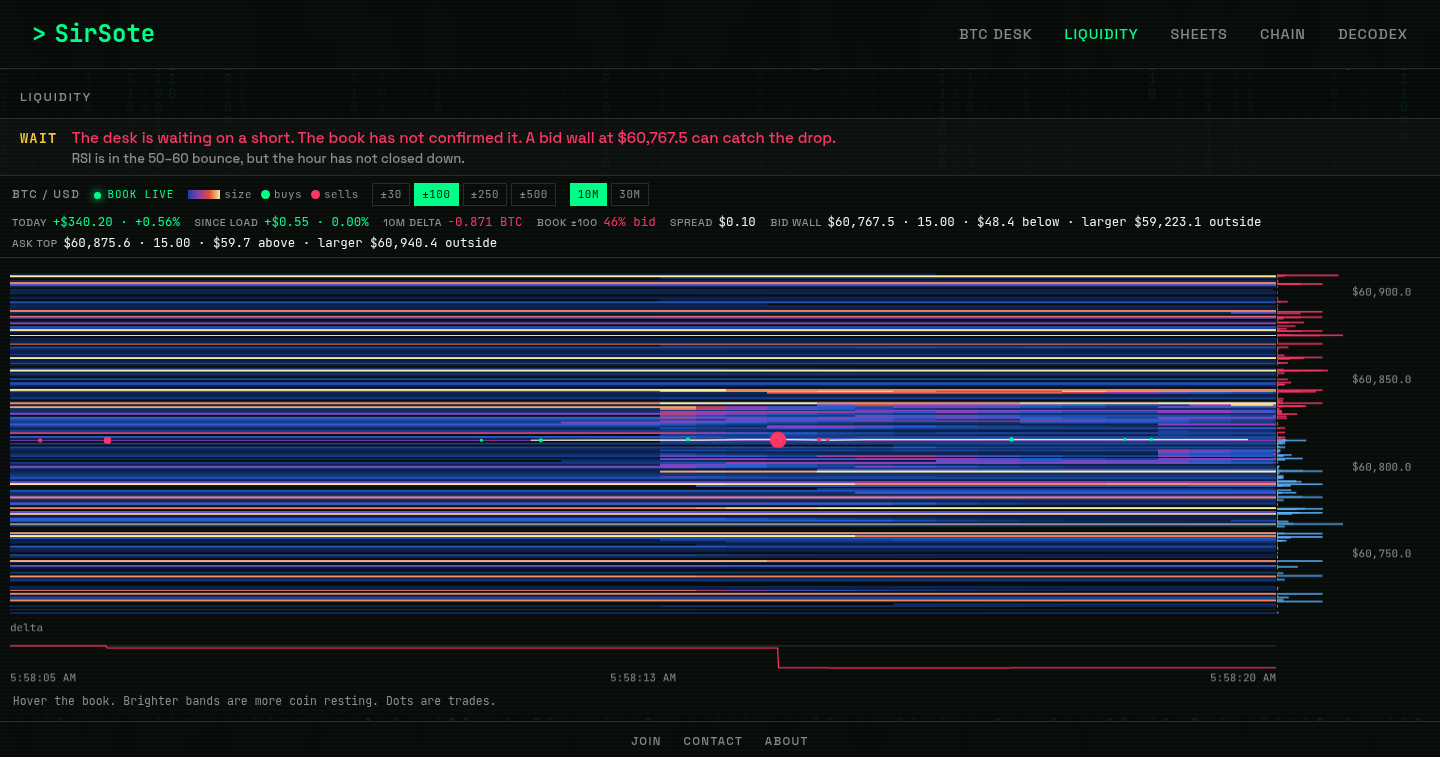 > SirSote
BTC DESK LIQUIDITY SHEETS CHAIN DECODEX
LIQUIDITY
WAIT The desk is waiting on a short. The book has not confirmed it. A bid wall at $60,767.5 can catch the drop.
RSI is in the 50–60 bounce, but the hour has not closed down.
BTC / USD BOOK LIVE size buys sells ±30 ±100 ±250 ±500 10M 30M
TODAY +$340.20 · +0.56% SINCE LOAD +$0.55 · 0.00% 10M DELTA -0.871 BTC BOOK ±100 46% bid SPREAD $0.10 BID WALL $60,767.5 · 15.00 · $48.4 below · larger $59,223.1 outside
ASK TOP $60,875.6 · 15.00 · $59.7 above · larger $60,940.4 outside
$60,900.0
$60,850.0
$60,800.0
$60,750.0
delta
5:58:05 AM 5:58:13 AM 5:58:20 AM
Hover the book. Brighter bands are more coin resting. Dots are trades.
JOIN CONTACT ABOUT